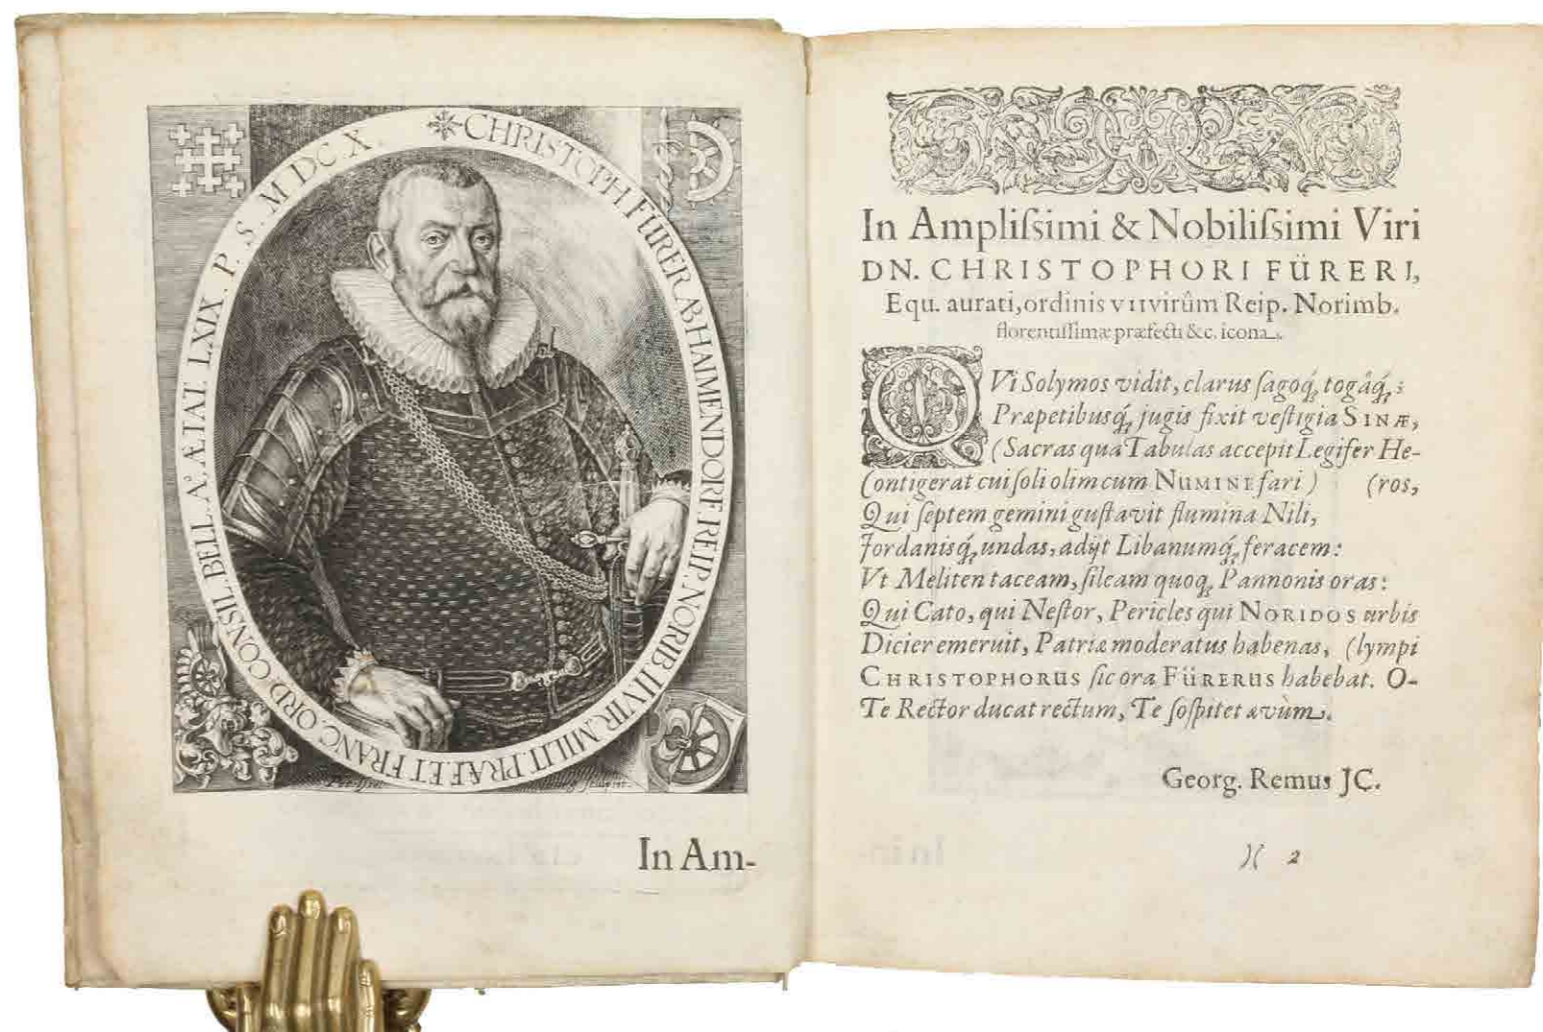 ✴CHRISTOPH FÜRER AB HAIMENDORF. REIP. NORIB. IIVIR. MILIT. PRÆF. ET FRANC. ORD. CONSIL. BELL. Aº. ÆTAT. LXIX. P. S. M DC X.
In Am-
In Ampliſsimi & Nobiliſsimi Viri
DN. CHRISTOPHORI FÜRERI,
Equ. aurati, ordinis VIIvirûm Reip. Norimb.
florentiſſimæ præfecti &c. icona.
QVi Solymos vidit, clarus ſagoq́; togâq́;:
Præpetibusq́; jugis fixit veſtigia SINÆ,
(Sacras qua Tabulas accepit Legifer He-
Contigerat cui ſoli olim cum NUMINE fari) (ros,
Qui ſeptem gemini guſtavit flumina Nili,
Jordanisq́; undas, adijt Libanumq́; feracem:
Vt Meliten taceam, ſileam quoq; Pannonis oras:
Qui Cato, qui Neſtor, Pericles qui NORIDOS urbis
Dicier emeruit, Patriæ moderatus habenas, (lympi
CHRISTOPHORUS ſic ora FÜRERUS habebat. O-
Te Rector ducat rectum, Te ſoſpitet ævùm.
Georg. Remus JC.
)( 2